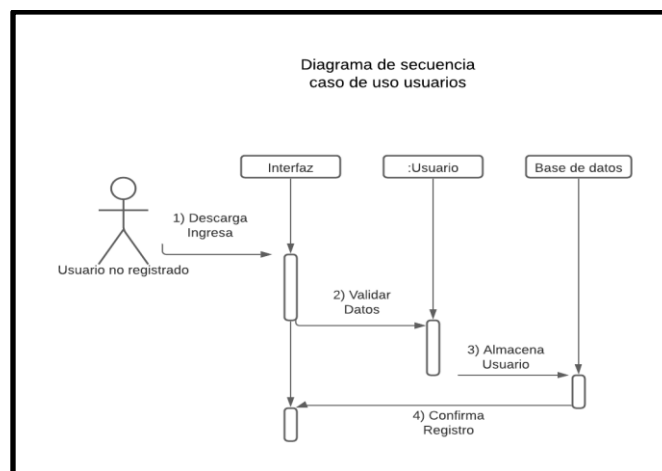 Diagrama de secuencia
caso de uso usuarios
Interfaz
:Usuario
Base de datos
1) Descarga
Ingresa
Usuario no registrado
2) Validar
Datos
3) Almacena
Usuario
4) Confirma
Registro